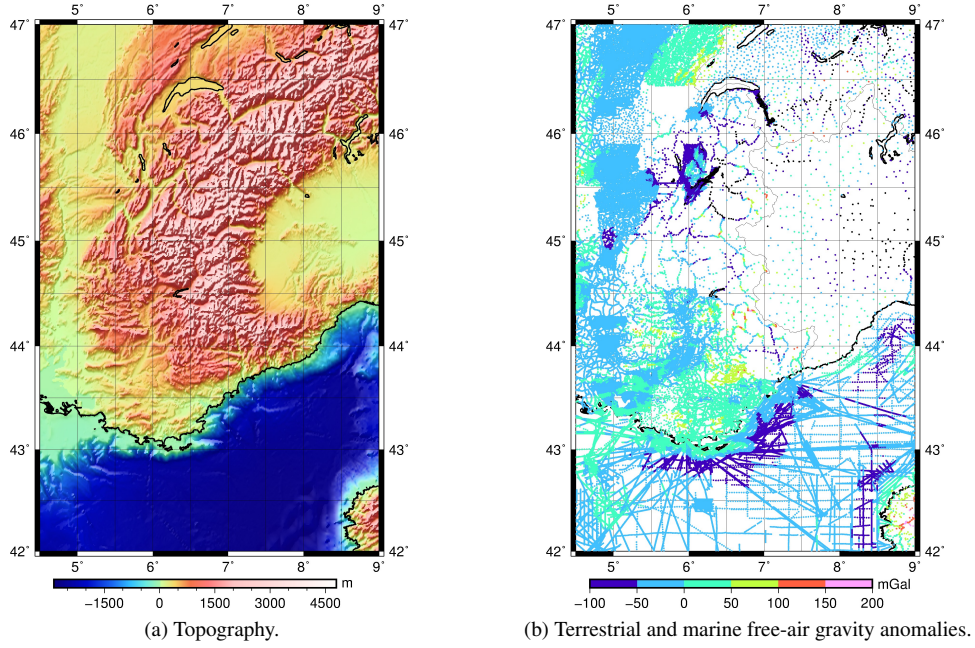 5˚ 6˚ 7˚ 8˚ 9˚
47˚ 47˚
46˚ 46˚
45˚ 45˚
44˚ 44˚
43˚ 43˚
42˚ 42˚
5˚ 6˚ 7˚ 8˚ 9˚
m
−1500 0 1500 3000 4500
(a) Topography.
5˚ 6˚ 7˚ 8˚ 9˚
47˚ 47˚
46˚ 46˚
45˚ 45˚
44˚ 44˚
43˚ 43˚
42˚ 42˚
5˚ 6˚ 7˚ 8˚ 9˚
mGal
−100 −50 0 50 100 150 200
(b) Terrestrial and marine free-air gravity anomalies.